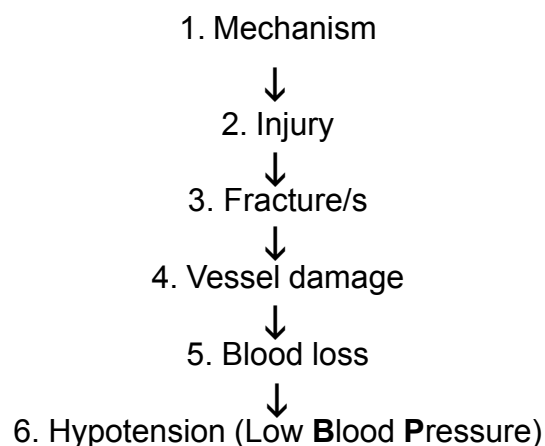 1. Mechanism
2. Injury
3. Fracture/s
4. Vessel damage
5. Blood loss
6. Hypotension (Low Blood Pressure)